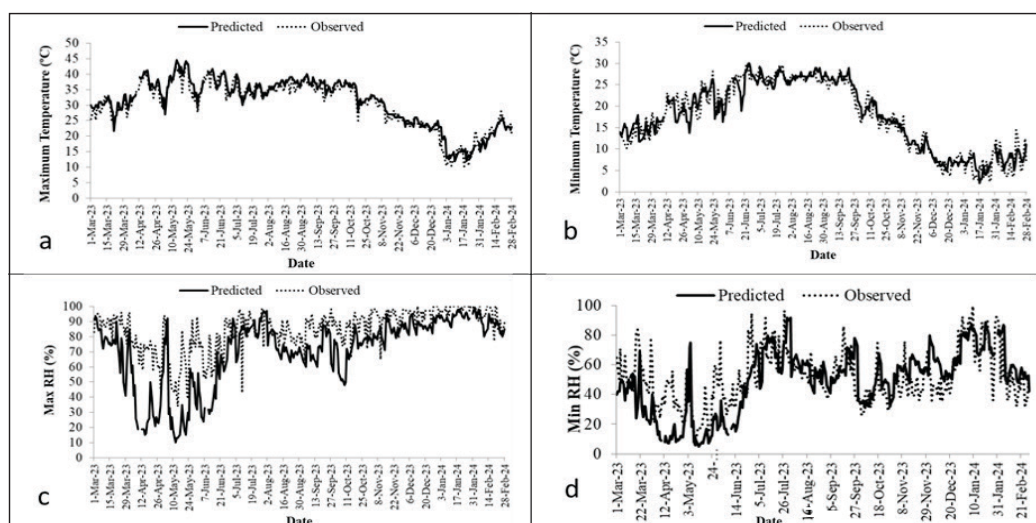 Predicted Observed
Maximum Temperature (°C)
50
45
40
35
30
25
20
15
10
5
0
1-Mar-23
15-Mar-23
29-Mar-23
12-Apr-23
26-Apr-23
10-May-23
24-May-23
7-Jun-23
21-Jun-23
5-Jul-23
19-Jul-23
2-Aug-23
16-Aug-23
30-Aug-23
13-Sep-23
27-Sep-23
11-Oct-23
25-Oct-23
8-Nov-23
22-Nov-23
6-Dec-23
20-Dec-23
3-Jan-24
17-Jan-24
31-Jan-24
14-Feb-24
28-Feb-24
Date
a
Predicted Observed
Minimum Temperature (°C)
35
30
25
20
15
10
5
0
1-Mar-23
15-Mar-23
29-Mar-23
12-Apr-23
26-Apr-23
10-May-23
24-May-23
7-Jun-23
21-Jun-23
5-Jul-23
19-Jul-23
2-Aug-23
16-Aug-23
30-Aug-23
13-Sep-23
27-Sep-23
11-Oct-23
25-Oct-23
8-Nov-23
22-Nov-23
6-Dec-23
20-Dec-23
3-Jan-24
17-Jan-24
31-Jan-24
14-Feb-24
28-Feb-24
Date
b
Predicted Observed
Max RH (%)
100
90
80
70
60
50
40
30
20
10
0
1-Mar-23
15-Mar-23
29-Mar-23
12-Apr-23
26-Apr-23
10-May-23
24-May-23
7-Jun-23
21-Jun-23
5-Jul-23
19-Jul-23
2-Aug-23
16-Aug-23
30-Aug-23
13-Sep-23
27-Sep-23
11-Oct-23
25-Oct-23
8-Nov-23
22-Nov-23
6-Dec-23
20-Dec-23
3-Jan-24
17-Jan-24
31-Jan-24
14-Feb-24
28-Feb-24
Date
c
Predicted Observed
Min RH (%)
100
80
60
40
20
0
1-Mar-23
22-Mar-23
12-Apr-23
3-May-23
24-…
14-Jun-23
5-Jul-23
26-Jul-23
16-Aug-23
6-Sep-23
27-Sep-23
18-Oct-23
8-Nov-23
29-Nov-23
20-Dec-23
10-Jan-24
31-Jan-24
21-Feb-24
Date
d